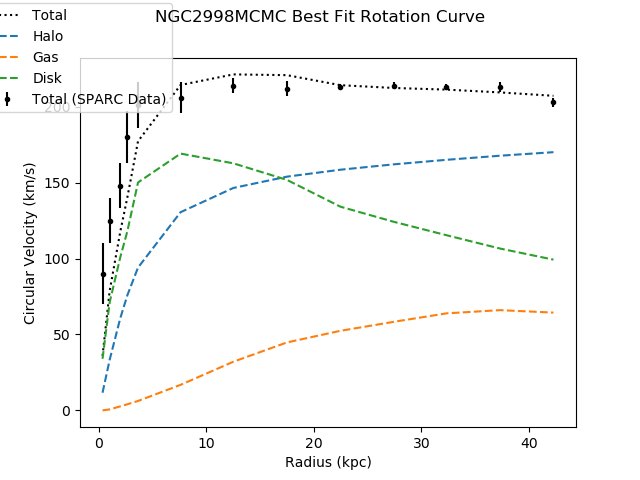 NGC2998MCMC Best Fit Rotation Curve
Total
Halo
Gas
Disk
Total (SPARC Data)
200
150
100
50
0
Circular Velocity (km/s)
0 10 20 30 40
Radius (kpc)